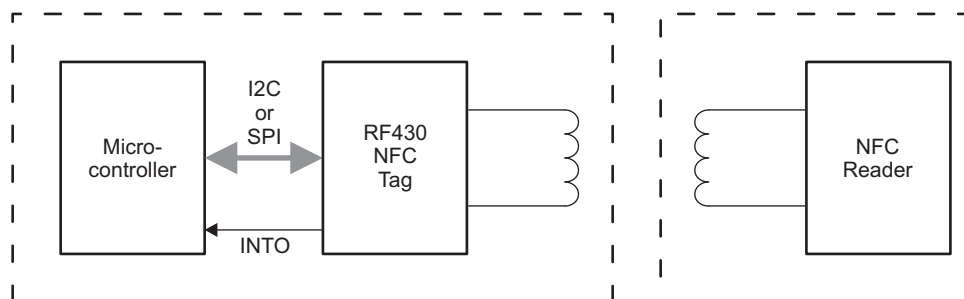 Micro-
controller
I2C
or
SPI
INTO
RF430
NFC
Tag
NFC
Reader